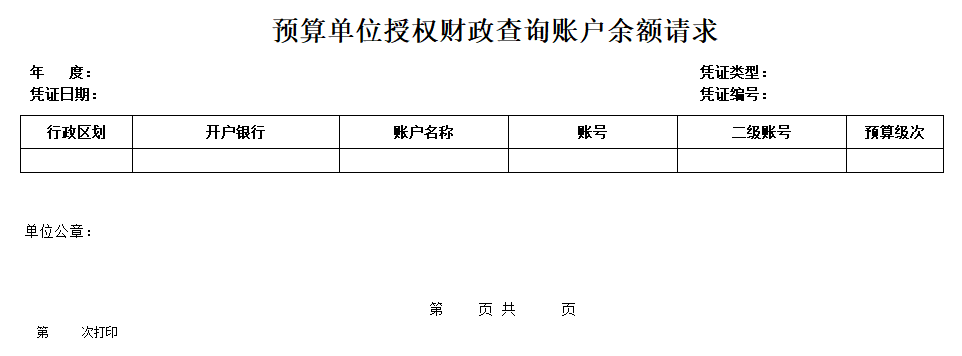 预算单位授权财政查询账户余额请求
年 度： 凭证类型：
凭证日期： 凭证编号：
行政区划 开户银行 账户名称 账号 二级账号 预算级次
单位公章：
第 页 共 页
第 次打印